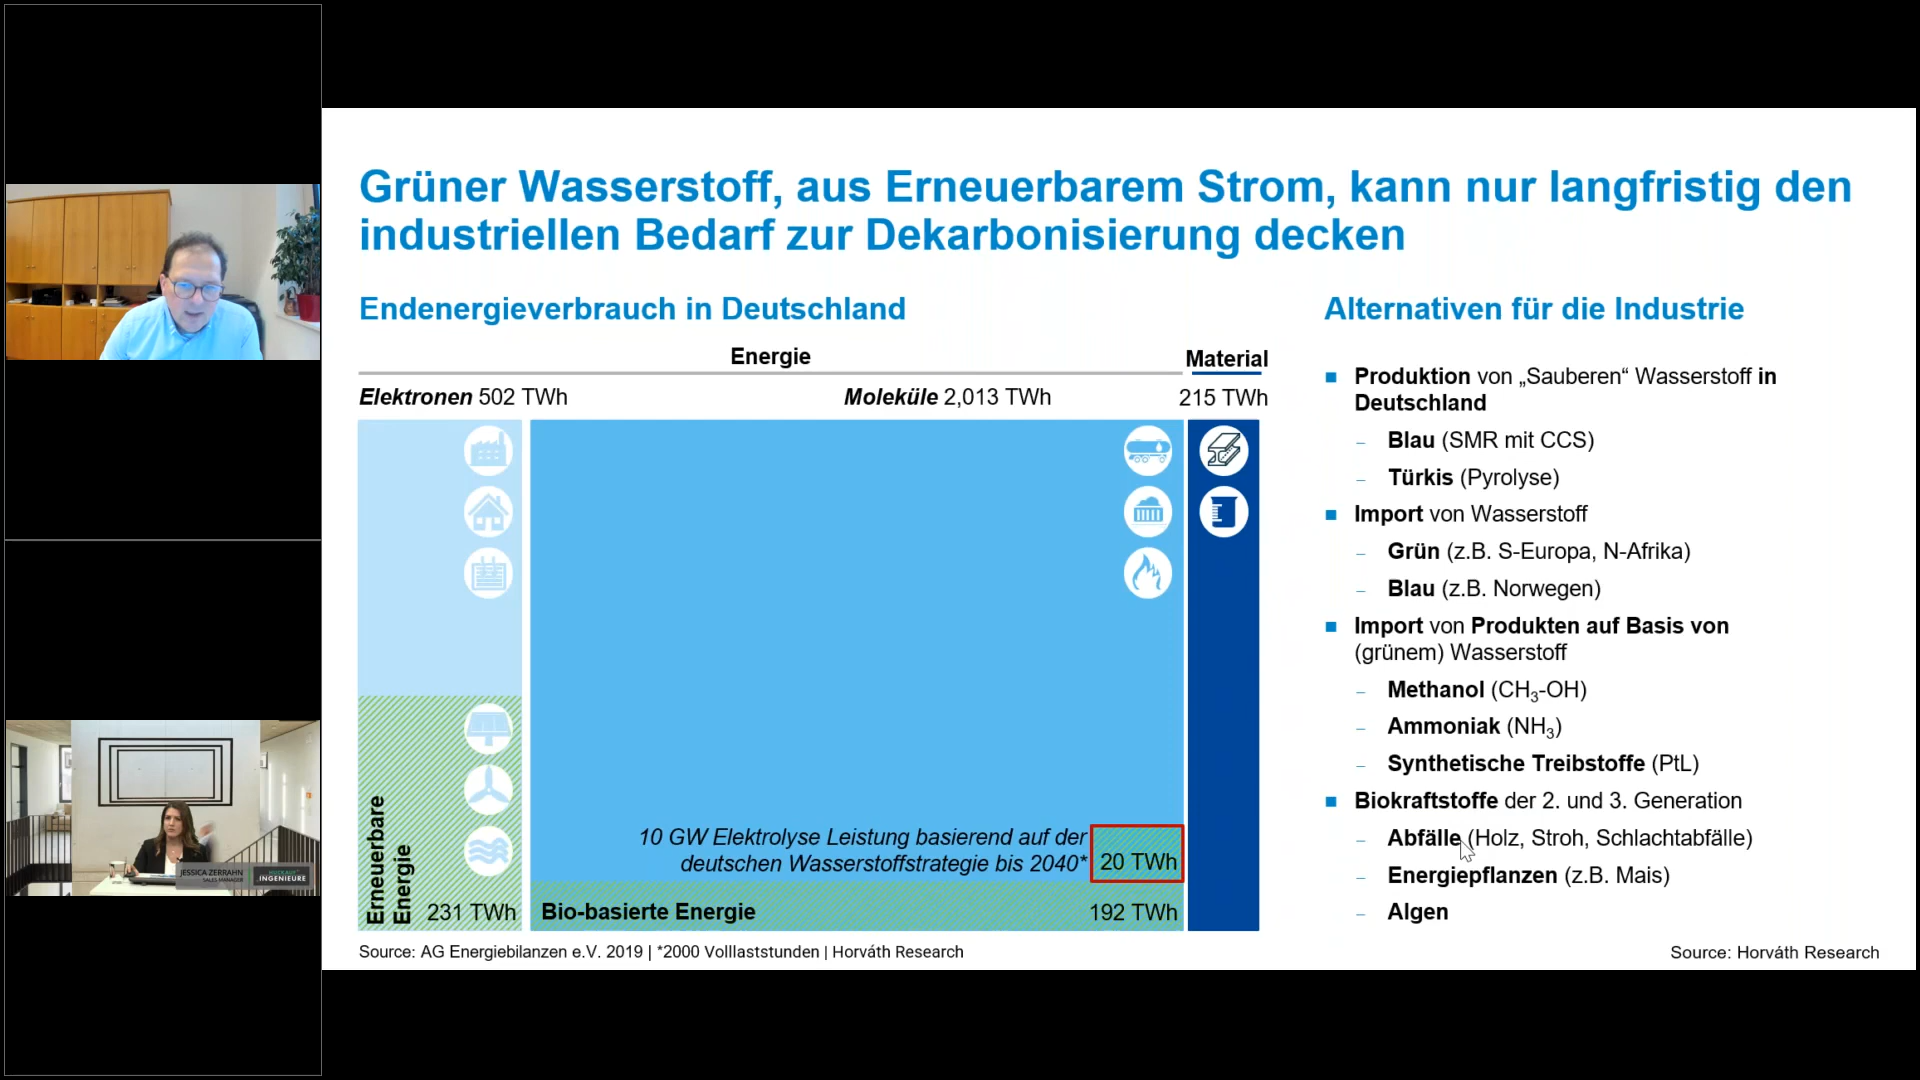 Grüner Wasserstoff, aus Erneuerbarem Strom, kann nur langfristig den
industriellen Bedarf zur Dekarbonisierung decken
Endenergieverbrauch in Deutschland
Energie
Material
Elektronen 502 TWh
Moleküle 2,013 TWh
215 TWh
10 GW Elektrolyse Leistung basierend auf der
deutschen Wasserstoffstrategie bis 2040*
20 TWh
Erneuerbare
Energie
231 TWh
Bio-basierte Energie
192 TWh
Source: AG Energiebilanzen e.V. 2019 | *2000 Volllaststunden | Horváth Research
Alternativen für die Industrie
Produktion von „Sauberen“ Wasserstoff in
Deutschland
– Blau (SMR mit CCS)
– Türkis (Pyrolyse)
Import von Wasserstoff
– Grün (z.B. S-Europa, N-Afrika)
– Blau (z.B. Norwegen)
Import von Produkten auf Basis von
(grünem) Wasserstoff
– Methanol (CH₃-OH)
– Ammoniak (NH₃)
– Synthetische Treibstoffe (PtL)
Biokraftstoffe der 2. und 3. Generation
– Abfälle (Holz, Stroh, Schlachtabfälle)
– Energiepflanzen (z.B. Mais)
– Algen
Source: Horváth Research
JESSICA ZERRAHN
SALES MANAGER
INGENIEURE